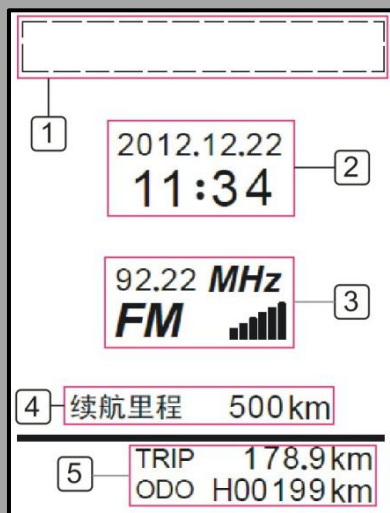 1
2012.12.22
11:34
2
92.22 MHz
FM
3
4
续航里程 500km
TRIP 178.9km
5
ODO H00199km